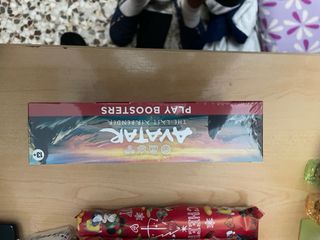 AVATAR
THE LAST AIRBENDER
PLAY BOOSTERS